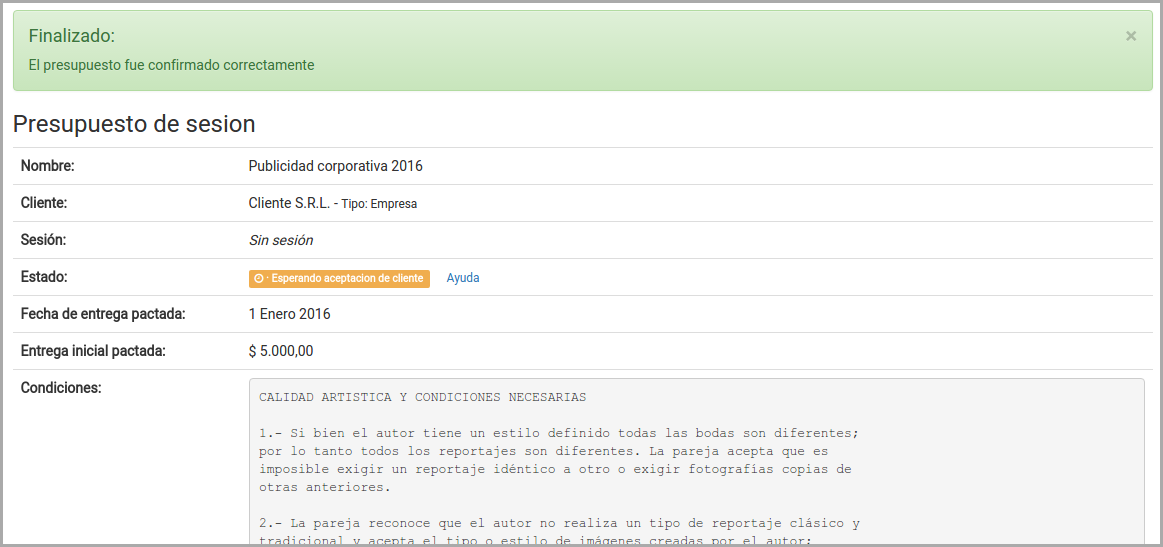 Finalizado:
×
El presupuesto fue confirmado correctamente
Presupuesto de sesion
Nombre: Publicidad corporativa 2016
Cliente: Cliente S.R.L. - Tipo: Empresa
Sesión: Sin sesión
Estado: · Esperando aceptacion de cliente Ayuda
Fecha de entrega pactada: 1 Enero 2016
Entrega inicial pactada: $ 5.000,00
Condiciones:
CALIDAD ARTISTICA Y CONDICIONES NECESARIAS
1.- Si bien el autor tiene un estilo definido todas las bodas son diferentes;
por lo tanto todos los reportajes son diferentes. La pareja acepta que es
imposible exigir un reportaje idéntico a otro o exigir fotografías copias de
otras anteriores.
2.- La pareja reconoce que el autor no realiza un tipo de reportaje clásico y
tradicional y acepta el tipo o estilo de imágenes creadas por el autor;